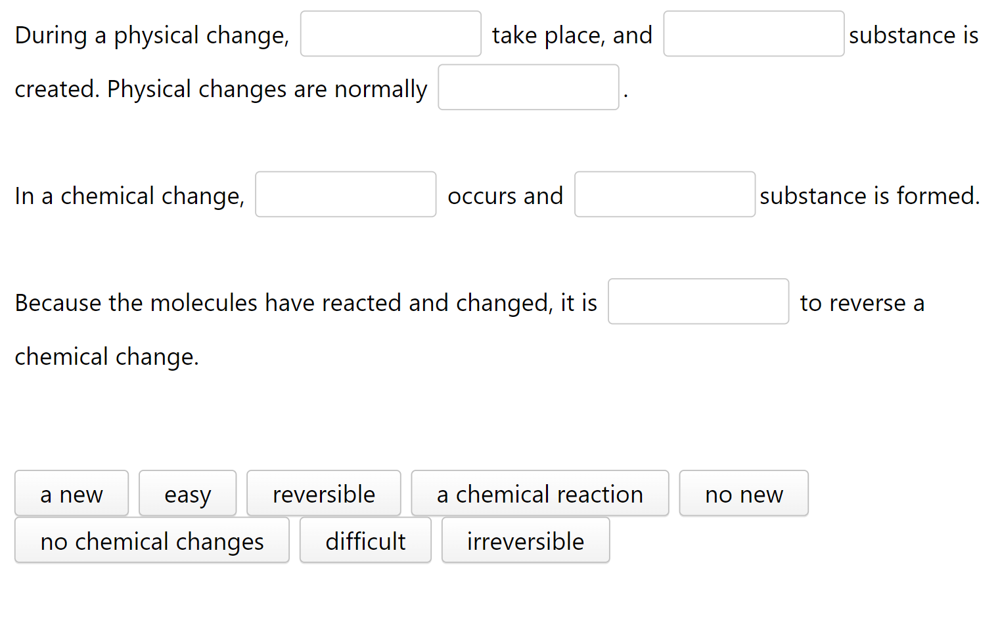 During a physical change, take place, and substance is
created. Physical changes are normally .
In a chemical change, occurs and substance is formed.
Because the molecules have reacted and changed, it is to reverse a
chemical change.
a new easy reversible a chemical reaction no new
no chemical changes difficult irreversible